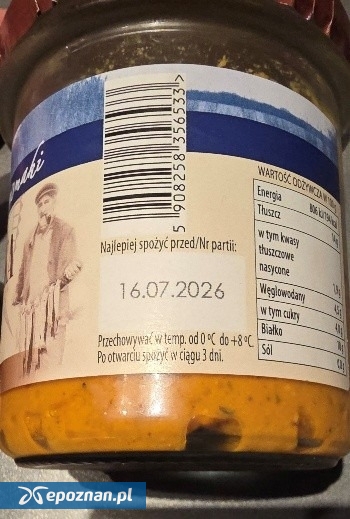 5 908258 356533 >
Najlepiej spożyć przed/Nr partii:
16.07.2026
Przechowywać w temp. od 0 °C do +8 °C.
Po otwarciu spożyć w ciągu 3 dni.
WARTOŚĆ ODŻYWCZA W 100
Energia
Tłuszcz
w tym kwasy
tłuszczowe
nasycone
Węglowodany
w tym cukry
Białko
Sól
epoznan.pl